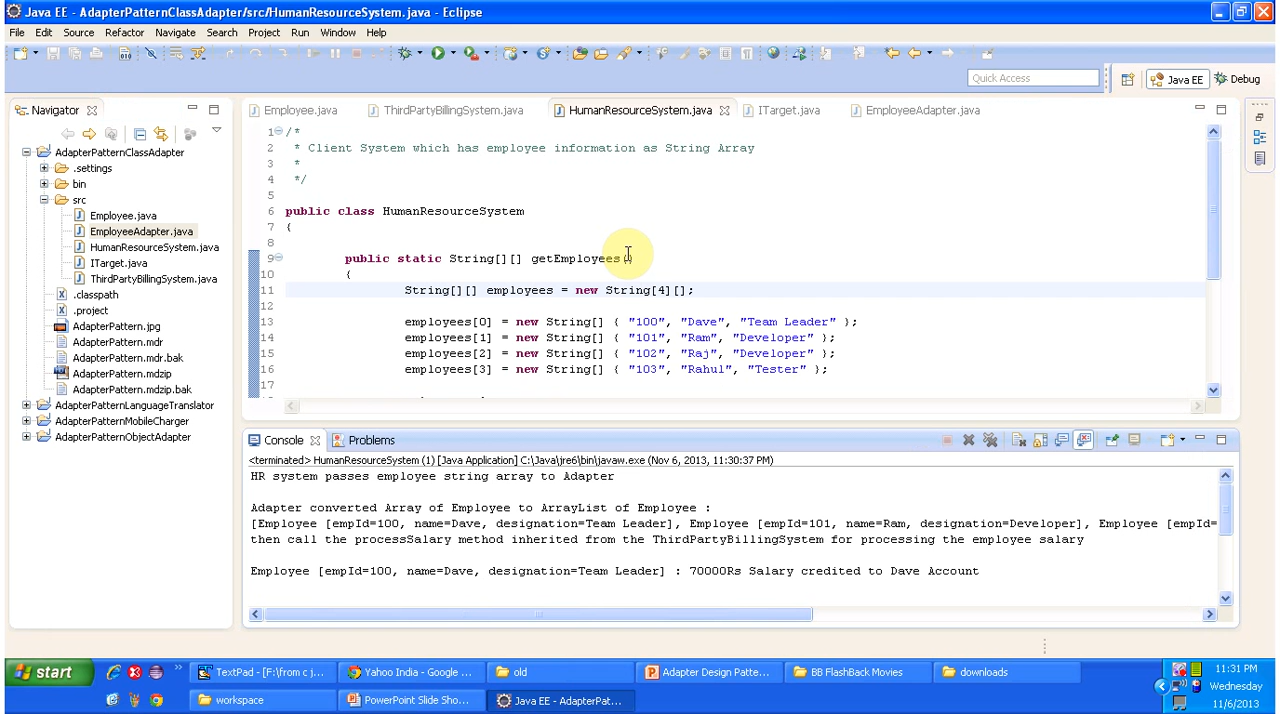 Java EE - AdapterPatternClassAdapter/src/HumanResourceSystem.java - Eclipse
File Edit Source Refactor Navigate Search Project Run Window Help
Quick Access
Java EE
Debug
Navigator
AdapterPatternClassAdapter
.settings
bin
src
Employee.java
EmployeeAdapter.java
HumanResourceSystem.java
ITarget.java
ThirdPartyBillingSystem.java
.classpath
.project
AdapterPattern.jpg
AdapterPattern.mdr
AdapterPattern.mdr.bak
AdapterPattern.mdzip
AdapterPattern.mdzip.bak
AdapterPatternLanguageTranslator
AdapterPatternMobileCharger
AdapterPatternObjectAdapter
Employee.java ThirdPartyBillingSystem.java HumanResourceSystem.java ITarget.java EmployeeAdapter.java
1 /*
2 * Client System which has employee information as String Array
3 *
4 */
5
6 public class HumanResourceSystem
7 {
8
9 public static String[][] getEmployees()
10 {
11 String[][] employees = new String[4][];
12
13 employees[0] = new String[] { "100", "Dave", "Team Leader" };
14 employees[1] = new String[] { "101", "Ram", "Developer" };
15 employees[2] = new String[] { "102", "Raj", "Developer" };
16 employees[3] = new String[] { "103", "Rahul", "Tester" };
17
Console Problems
<terminated> HumanResourceSystem (1) [Java Application] C:\Java\jre6\bin\javaw.exe (Nov 6, 2013, 11:30:37 PM)
HR system passes employee string array to Adapter
Adapter converted Array of Employee to ArrayList of Employee :
[Employee [empId=100, name=Dave, designation=Team Leader], Employee [empId=101, name=Ram, designation=Developer], Employee [empId=
then call the processSalary method inherited from the ThirdPartyBillingSystem for processing the employee salary
Employee [empId=100, name=Dave, designation=Team Leader] : 70000Rs Salary credited to Dave Account
start
TextPad - [F:\from c j...
Yahoo India - Google ...
old
Adapter Design Patte...
BB FlashBack Movies
downloads
11:31 PM
workspace
PowerPoint Slide Sho...
Java EE - AdapterPat...
Wednesday
11/6/2013